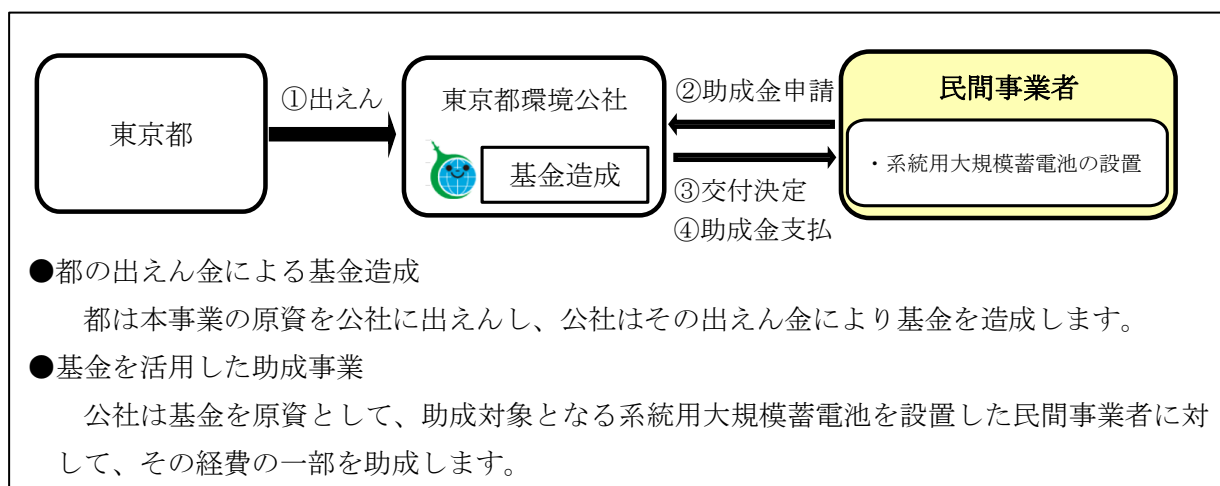 東京都
①出えん
東京都環境公社
基金造成
②助成金申請
③交付決定
④助成金支払
民間事業者
・系統用大規模蓄電池の設置
●都の出えん金による基金造成
都は本事業の原資を公社に出えんし、公社はその出えん金により基金を造成します。
●基金を活用した助成事業
公社は基金を原資として、助成対象となる系統用大規模蓄電池を設置した民間事業者に対
して、その経費の一部を助成します。